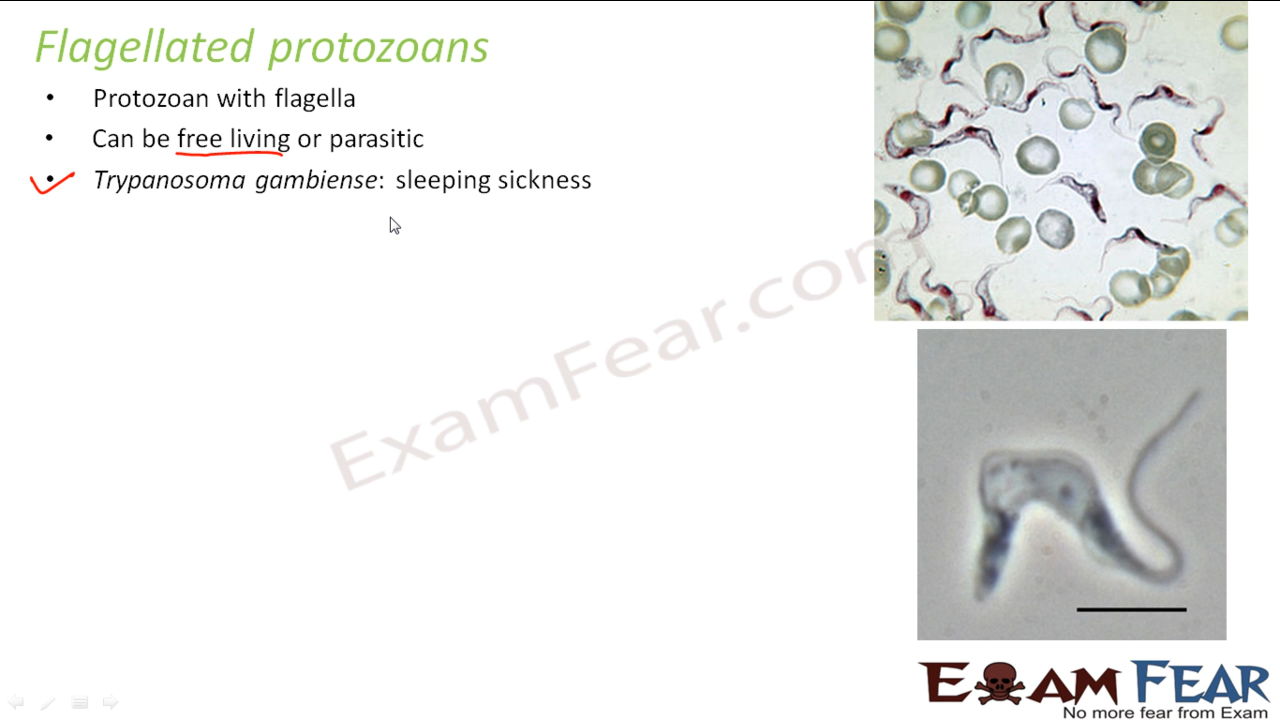 Flagellated protozoans
• Protozoan with flagella
• Can be free living or parasitic
• Trypanosoma gambiense: sleeping sickness
ExamFear.com
EXAM FEAR
No more fear from Exam